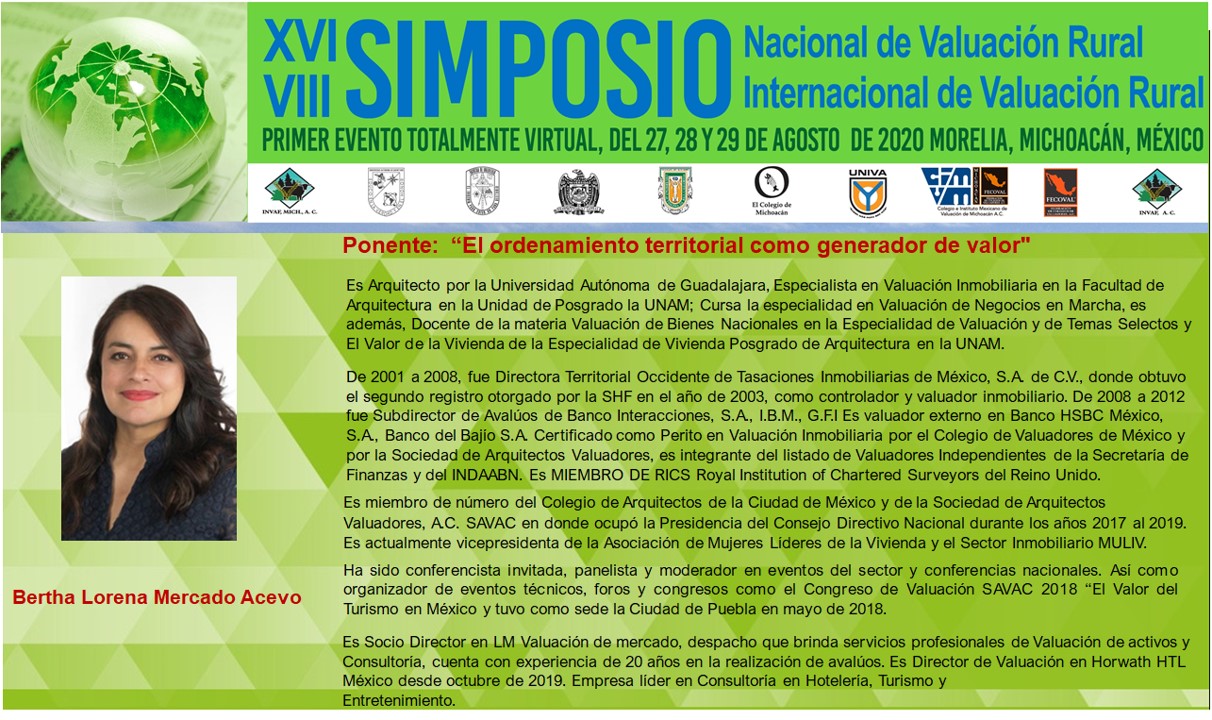 XVI
VIII
SIMPOSIO
Nacional de Valuación Rural
Internacional de Valuación Rural
PRIMER EVENTO TOTALMENTE VIRTUAL, DEL 27, 28 Y 29 DE AGOSTO DE 2020 MORELIA, MICHOACÁN, MÉXICO
INVAF, MICH., A. C.
El Colegio de
Michoacán
UNIVA
FECOVAL
Colegio e Instituto Mexicano de
Valuación de Michoacán A.C.
FECOVAL
INVAF, A. C.
Ponente: “El ordenamiento territorial como generador de valor"
Es Arquitecto por la Universidad Autónoma de Guadalajara, Especialista en Valuación Inmobiliaria en la Facultad de
Arquitectura en la Unidad de Posgrado la UNAM; Cursa la especialidad en Valuación de Negocios en Marcha, es
además, Docente de la materia Valuación de Bienes Nacionales en la Especialidad de Valuación y de Temas Selectos y
El Valor de la Vivienda de la Especialidad de Vivienda Posgrado de Arquitectura en la UNAM.
De 2001 a 2008, fue Directora Territorial Occidente de Tasaciones Inmobiliarias de México, S.A. de C.V., donde obtuvo
el segundo registro otorgado por la SHF en el año de 2003, como controlador y valuador inmobiliario. De 2008 a 2012
fue Subdirector de Avalúos de Banco Interacciones, S.A., I.B.M., G.F.I Es valuador externo en Banco HSBC México,
S.A., Banco del Bajío S.A. Certificado como Perito en Valuación Inmobiliaria por el Colegio de Valuadores de México y
por la Sociedad de Arquitectos Valuadores, es integrante del listado de Valuadores Independientes de la Secretaría de
Finanzas y del INDAABN. Es MIEMBRO DE RICS Royal Institution of Chartered Surveyors del Reino Unido.
Es miembro de número del Colegio de Arquitectos de la Ciudad de México y de la Sociedad de Arquitectos
Valuadores, A.C. SAVAC en donde ocupó la Presidencia del Consejo Directivo Nacional durante los años 2017 al 2019.
Es actualmente vicepresidenta de la Asociación de Mujeres Líderes de la Vivienda y el Sector Inmobiliario MULIV.
Ha sido conferencista invitada, panelista y moderador en eventos del sector y conferencias nacionales. Asi como
organizador de eventos técnicos, foros y congresos como el Congreso de Valuación SAVAC 2018 “El Valor del
Turismo en México y tuvo como sede la Ciudad de Puebla en mayo de 2018.
Bertha Lorena Mercado Acevo
Es Socio Director en LM Valuación de mercado, despacho que brinda servicios profesionales de Valuación de activos y
Consultoría, cuenta con experiencia de 20 años en la realización de avalúos. Es Director de Valuación en Horwath HTL
México desde octubre de 2019. Empresa líder en Consultoría en Hotelería, Turismo y
Entretenimiento.